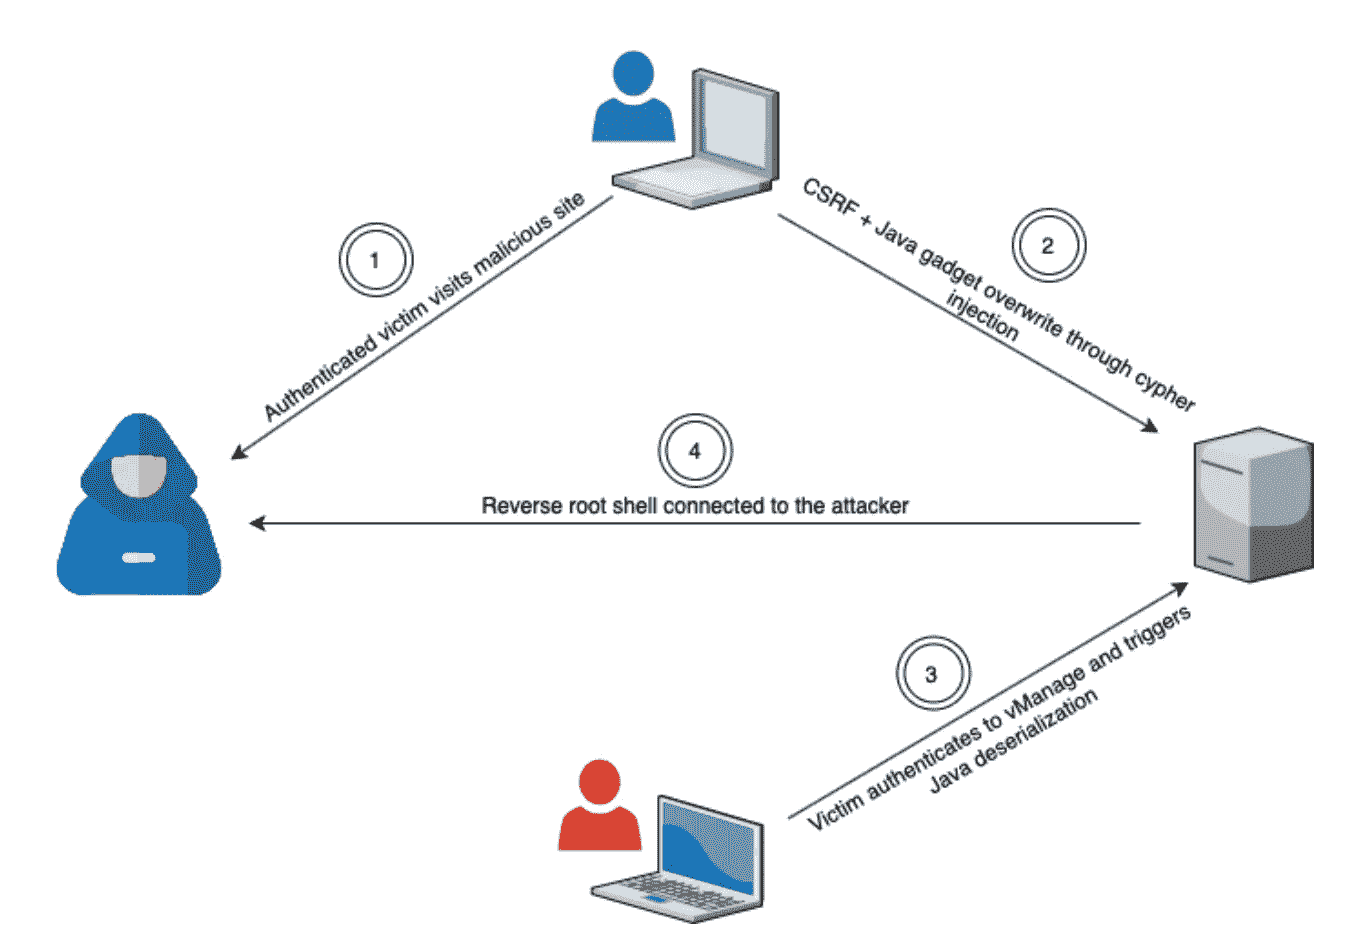 1
Authenticated victim visits malicious site
2
CSRF + Java gadget overwrite through cypher
injection
4
Reverse root shell connected to the attacker
3
Victim authenticates to vManage and triggers
Java deserialization